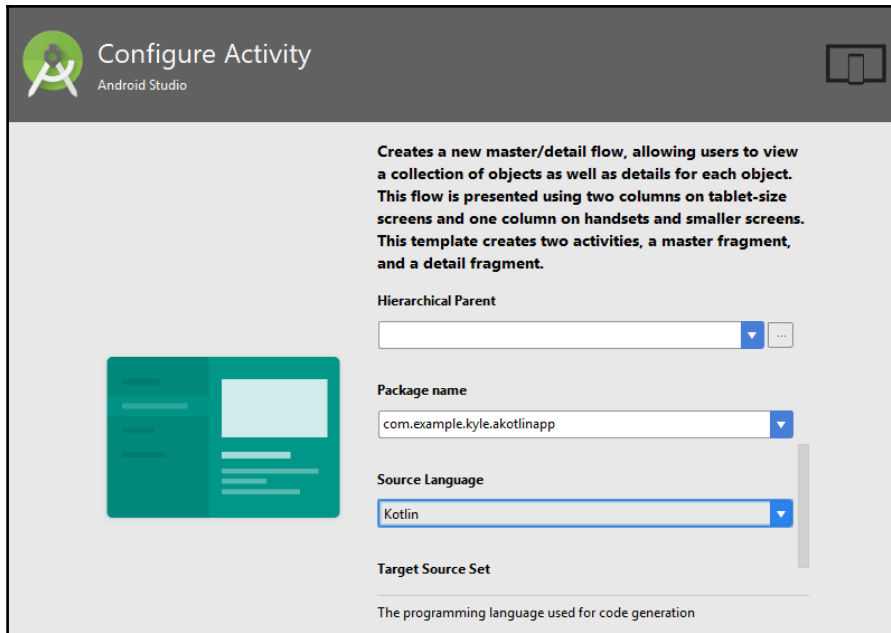 Configure Activity
Android Studio
Creates a new master/detail flow, allowing users to view
a collection of objects as well as details for each object.
This flow is presented using two columns on tablet-size
screens and one column on handsets and smaller screens.
This template creates two activities, a master fragment,
and a detail fragment.
Hierarchical Parent
...
Package name
com.example.kyle.akotlinapp
Source Language
Kotlin
Target Source Set
The programming language used for code generation